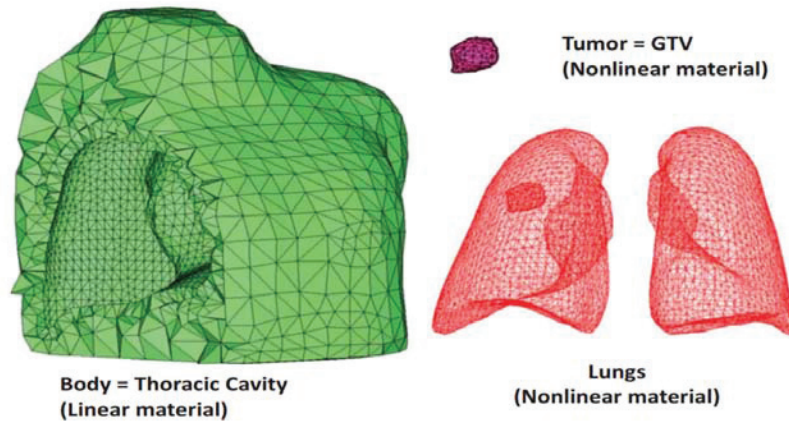 Tumor = GTV
(Nonlinear material)
Body = Thoracic Cavity
(Linear material)
Lungs
(Nonlinear material)